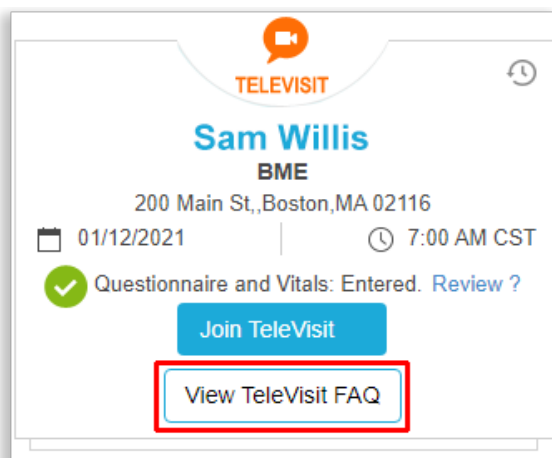 TELEVISIT
Sam Willis
BME
200 Main St,,Boston,MA 02116
01/12/2021 7:00 AM CST
Questionnaire and Vitals: Entered. Review ?
Join TeleVisit
View TeleVisit FAQ